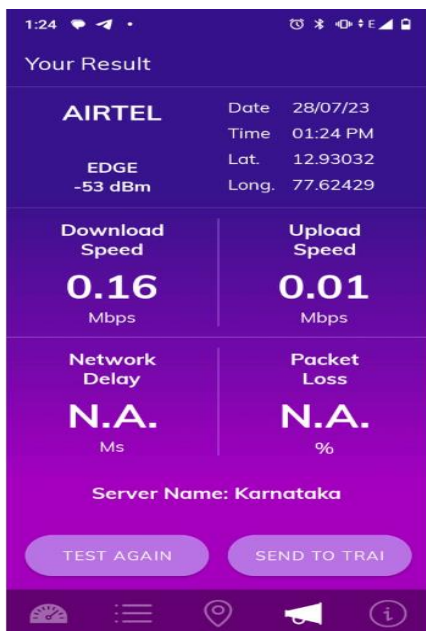 1:24 E
Your Result
AIRTEL
EDGE
-53 dBm
Date 28/07/23
Time 01:24 PM
Lat. 12.93032
Long. 77.62429
Download
Speed
0.16
Mbps
Upload
Speed
0.01
Mbps
Network
Delay
N.A.
Ms
Packet
Loss
N.A.
%
Server Name: Karnataka
TEST AGAIN SEND TO TRAI